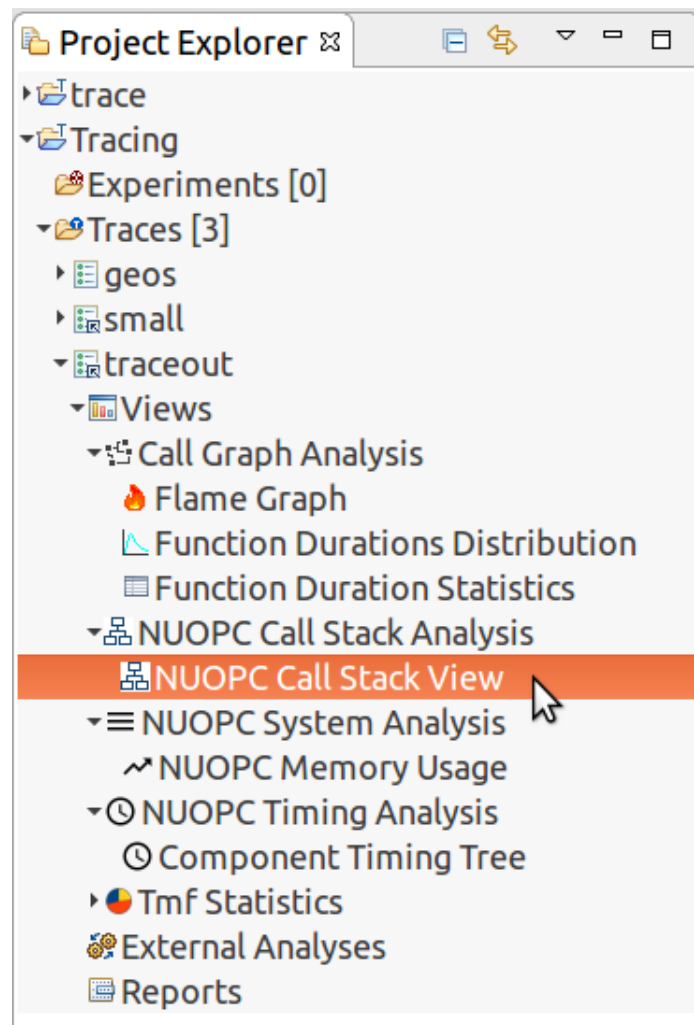 Project Explorer
trace
Tracing
Experiments [0]
Traces [3]
geos
small
traceout
Views
Call Graph Analysis
Flame Graph
Function Durations Distribution
Function Duration Statistics
NUOPC Call Stack Analysis
NUOPC Call Stack View
NUOPC System Analysis
NUOPC Memory Usage
NUOPC Timing Analysis
Component Timing Tree
Tmf Statistics
External Analyses
Reports